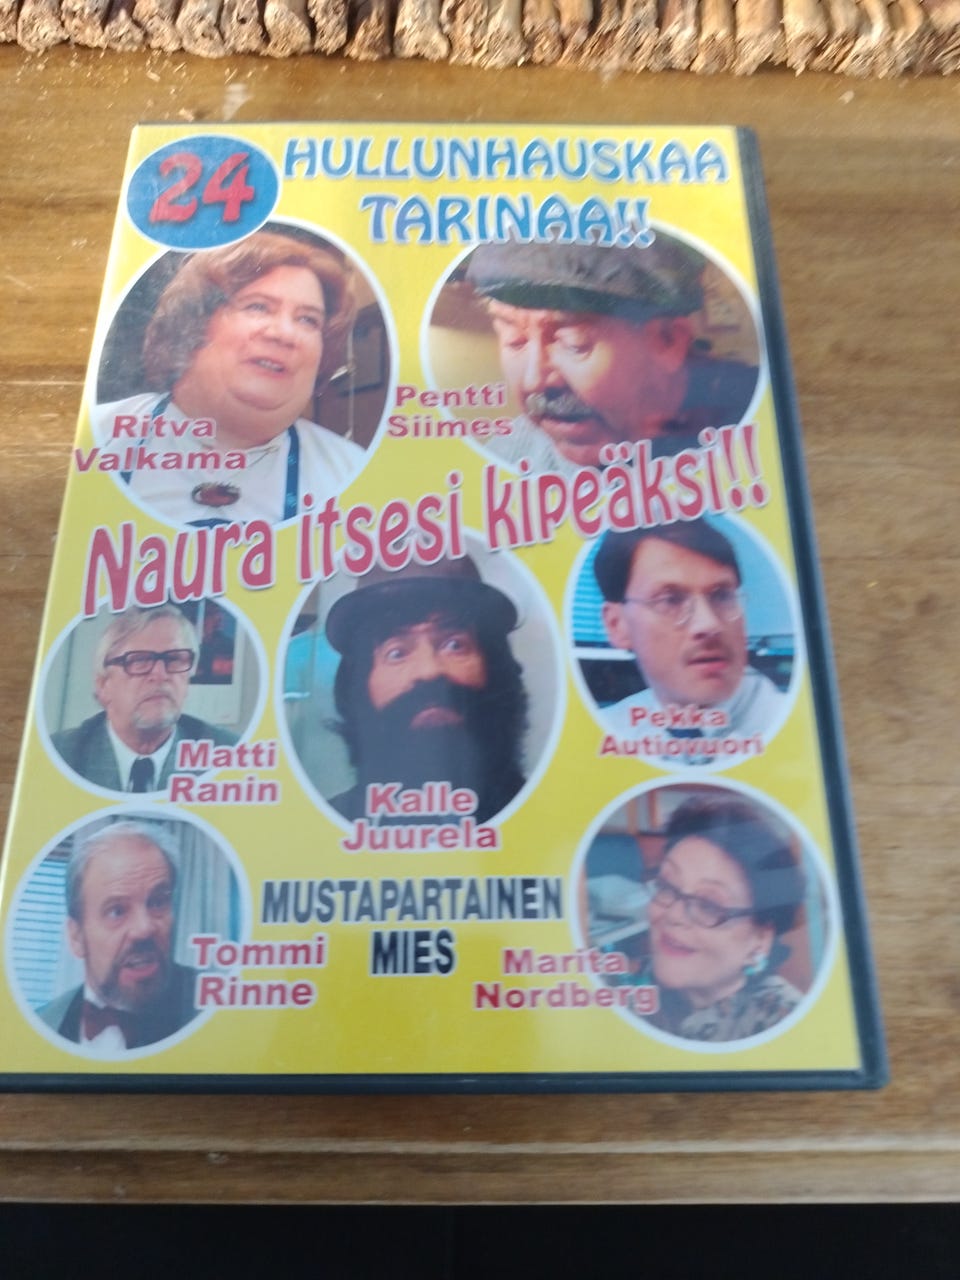 24
HULLUNHAUSKAA
TARINAA!!
Ritva
Valkama
Pentti
Siimes
Naura itsesi kipeäksi!!
Matti
Ranin
Kalle
Juurela
Pekka
Autiovuori
Tommi
Rinne
MUSTAPARTAINEN
MIES
Marita
Nordberg